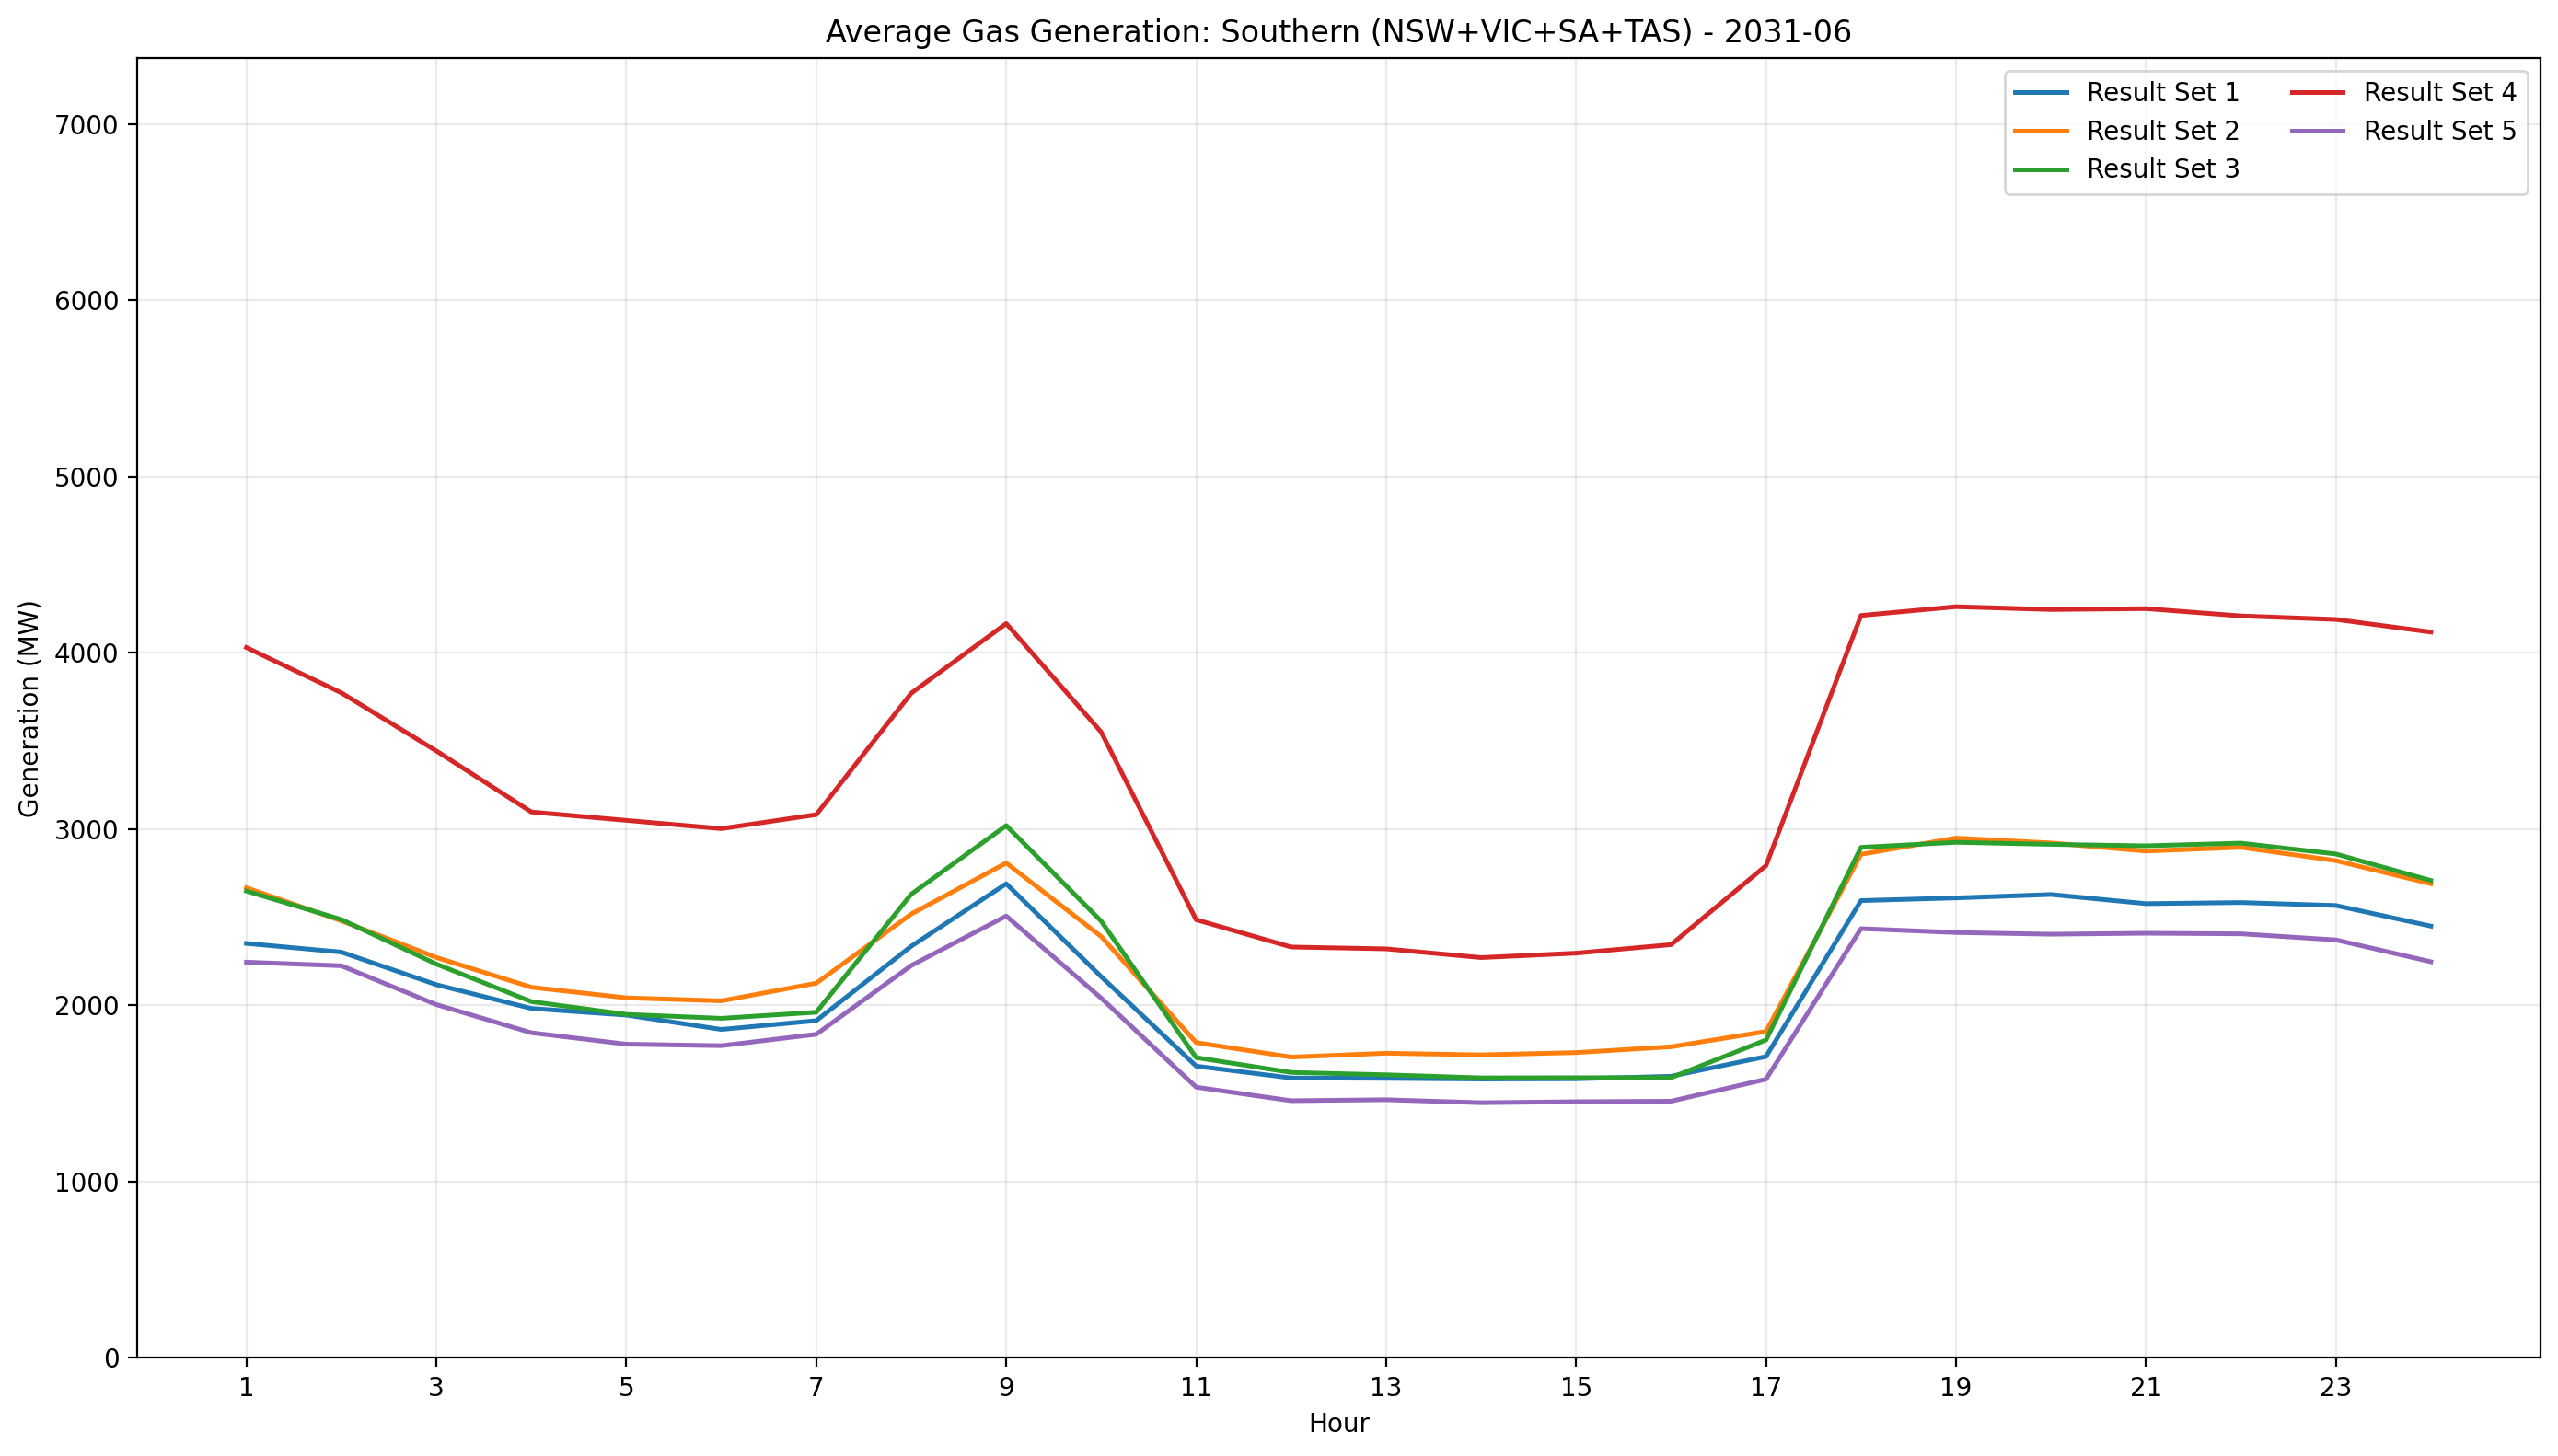 Average Gas Generation: Southern (NSW+VIC+SA+TAS) - 2031-06
Result Set 1
Result Set 2
Result Set 3
Result Set 4
Result Set 5
Generation (MW)
7000
6000
5000
4000
3000
2000
1000
0
1 3 5 7 9 11 13 15 17 19 21 23
Hour